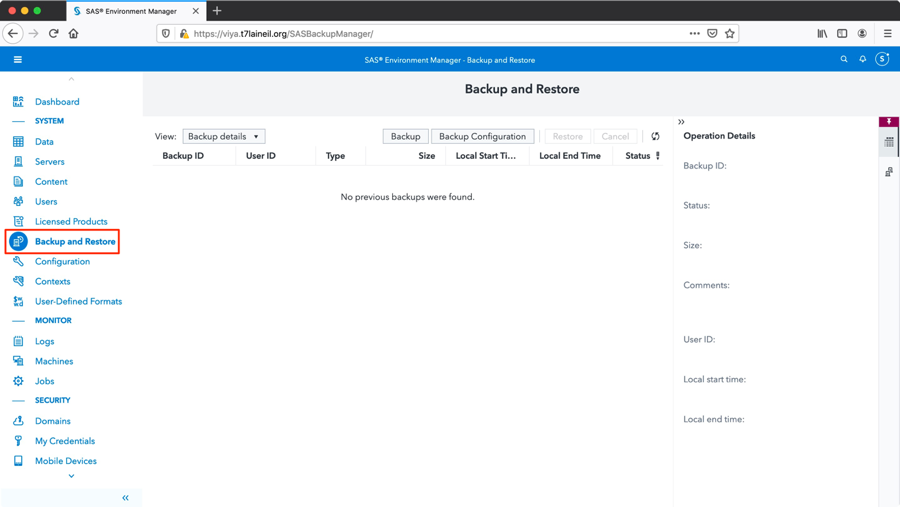 SAS® Environment Manager
https://viya.t7laineil.org/SASBackupManager/
SAS® Environment Manager - Backup and Restore
S
Dashboard
SYSTEM
Data
Servers
Content
Users
Licensed Products
Backup and Restore
Configuration
Contexts
User-Defined Formats
MONITOR
Logs
Machines
Jobs
SECURITY
Domains
My Credentials
Mobile Devices
Backup and Restore
View: Backup details Backup Backup Configuration Restore Cancel
Backup ID User ID Type Size Local Start Ti... Local End Time Status
No previous backups were found.
Operation Details
Backup ID:
Status:
Size:
Comments:
User ID:
Local start time:
Local end time: